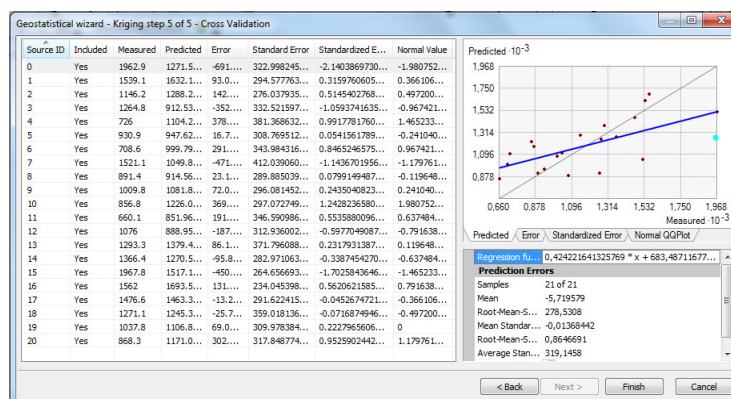 Geostatistical wizard - Kriging step 5 of 5 - Cross Validation
Source ID Included Measured Predicted Error Standard Error Standardized E... Normal Value
0 Yes 1962.9 1271.5... -691.... 322.998245... -2.1403869730... -1.980752...
1 Yes 1539.1 1632.1... 93.0... 294.577763... 0.3159760605... 0.366106...
2 Yes 1146.2 1288.2... 142.... 276.037935... 0.5145402768... 0.497200...
3 Yes 1264.8 912.53... -352.... 332.521597... -1.0593741635... -0.967421...
4 Yes 726 1104.2... 378.... 381.368632... 0.9917781760... 1.465233...
5 Yes 930.9 947.62... 16.7... 308.769512... 0.0541561789... -0.241040...
6 Yes 708.6 999.79... 291.... 343.984316... 0.8465246575... 0.967421...
7 Yes 1521.1 1049.8... -471.... 412.039060... -1.1436701956... -1.179761...
8 Yes 891.4 914.56... 23.1... 289.885039... 0.0799149487... -0.119648...
9 Yes 1009.8 1081.8... 72.0... 296.081452... 0.2435040823... 0.241040...
10 Yes 856.8 1226.0... 369.... 297.072749... 1.2428236580... 1.980752...
11 Yes 660.1 851.96... 191.... 346.590986... 0.5535880096... 0.637484...
12 Yes 1076 888.95... -187.... 312.936002... -0.5977049087... -0.791638...
13 Yes 1293.3 1379.4... 86.1... 371.796088... 0.2317931387... 0.119648...
14 Yes 1366.4 1270.5... -95.8... 282.971063... -0.3387454270... -0.637484...
15 Yes 1967.8 1517.1... -450.... 264.656693... -1.7025843646... -1.465233...
16 Yes 1562 1693.5... 131.... 234.045398... 0.5620621585... 0.791638...
17 Yes 1476.6 1463.3... -13.2... 291.622415... -0.0452674721... -0.366106...
18 Yes 1271.1 1245.3... -25.7... 359.018136... -0.0716874946... -0.497200...
19 Yes 1037.8 1106.8... 69.0... 309.978384... 0.2227965606... 0
20 Yes 868.3 1171.0... 302.... 317.848774... 0.9525902442... 1.179761...
Predicted ·10⁻³
1,968
1,750
1,532
1,314
1,096
0,878
0,660 0,878 1,096 1,314 1,532 1,750 1,968
Measured ·10⁻³
Predicted Error Standardized Error Normal QQPlot
Regression fu... 0,424221641325769 * x + 683,48711677...
Prediction Errors
Samples 21 of 21
Mean -5,719579
Root-Mean-S... 278,5308
Mean Standar... -0,01368442
Root-Mean-S... 0,8646691
Average Stan... 319,1458
< Back Next > Finish Cancel